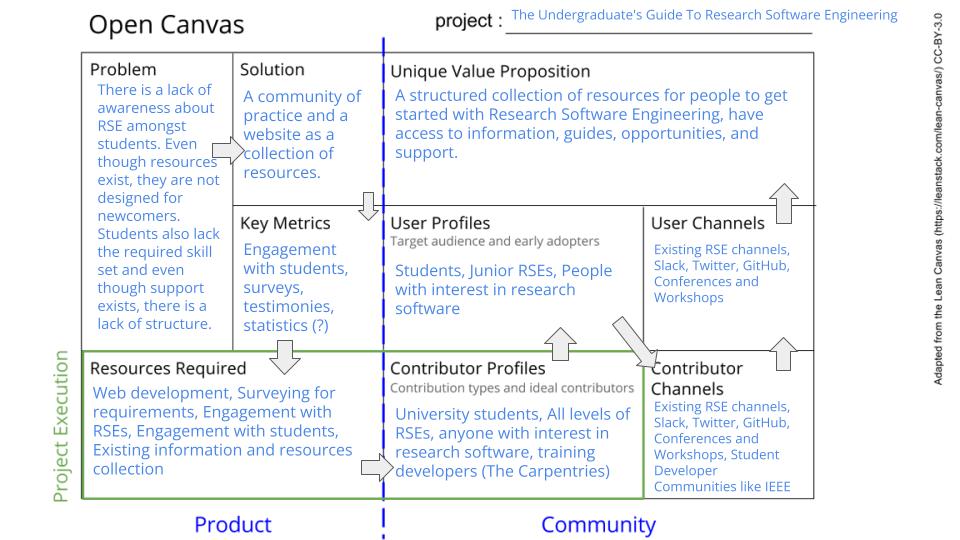 Open Canvas
project :
The Undergraduate's Guide To Research Software Engineering
Problem
There is a lack of
awareness about
RSE amongst
students. Even
though resources
exist, they are not
designed for
newcomers.
Students also lack
the required skill
set and even
though support
exists, there is a
lack of structure.
Solution
A community of
practice and a
website as a
collection of
resources.
Unique Value Proposition
A structured collection of resources for people to get
started with Research Software Engineering, have
access to information, guides, opportunities, and
support.
Key Metrics
Engagement
with students,
surveys,
testimonies,
statistics (?)
User Profiles
Target audience and early adopters
Students, Junior RSEs, People
with interest in research
software
User Channels
Existing RSE channels,
Slack, Twitter, GitHub,
Conferences and
Workshops
Resources Required
Web development, Surveying for
requirements, Engagement with
RSEs, Engagement with students,
Existing information and resources
collection
Contributor Profiles
Contribution types and ideal contributors
University students, All levels of
RSEs, anyone with interest in
research software, training
developers (The Carpentries)
Contributor
Channels
Existing RSE channels,
Slack, Twitter, GitHub,
Conferences and
Workshops, Student
Developer
Communities like IEEE
Project Execution
Product
Community
Adapted from the Lean Canvas (https://leanstack.com/lean-canvas/) CC-BY-3.0